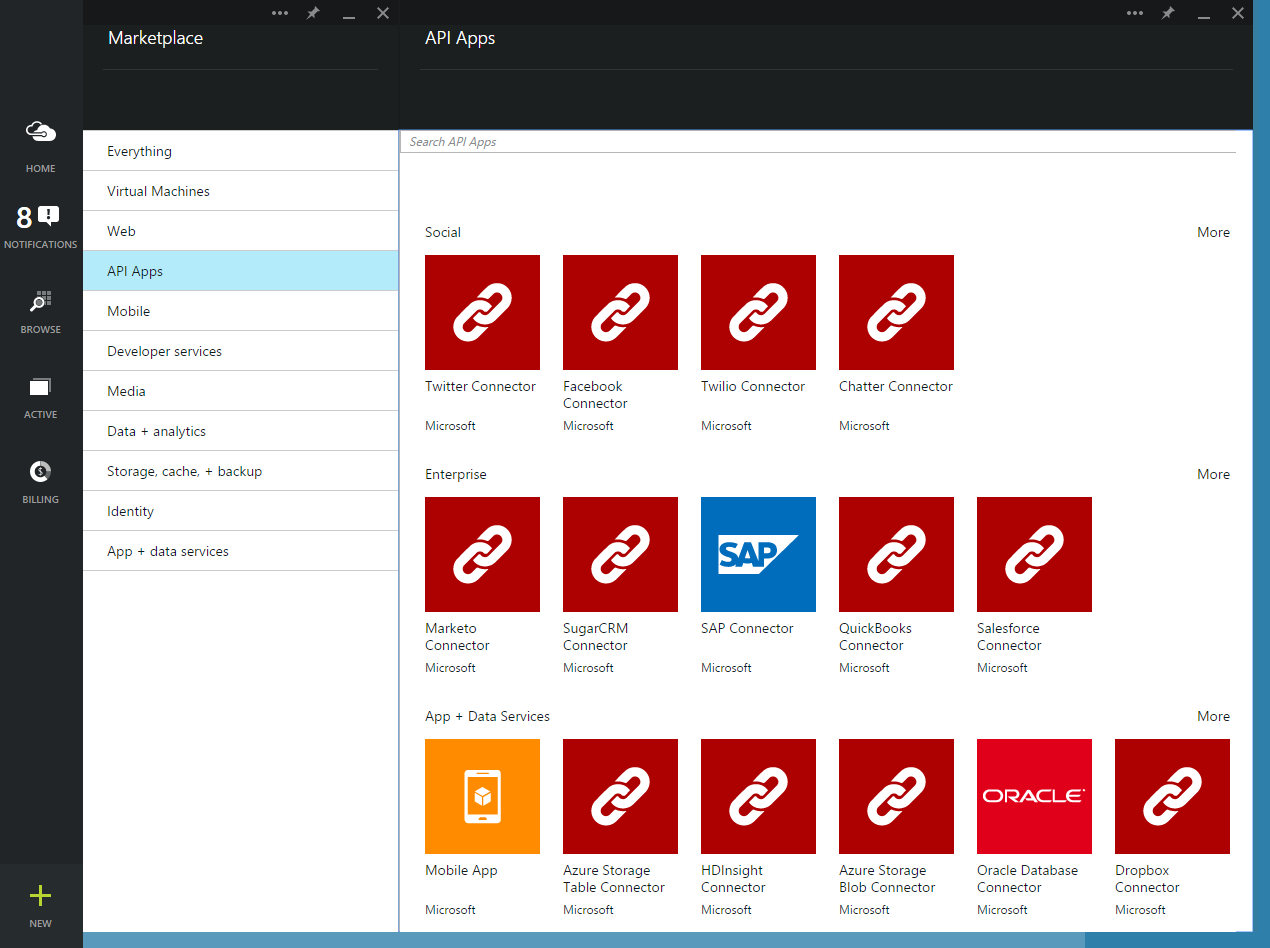 Marketplace
API Apps
HOME
8
NOTIFICATIONS
BROWSE
ACTIVE
$
BILLING
NEW
Everything
Virtual Machines
Web
API Apps
Mobile
Developer services
Media
Data + analytics
Storage, cache, + backup
Identity
App + data services
Search API Apps
Social
More
Twitter Connector
Microsoft
Facebook
Connector
Microsoft
Twilio Connector
Microsoft
Chatter Connector
Microsoft
Enterprise
More
Marketo
Connector
Microsoft
SugarCRM
Connector
Microsoft
SAP
SAP Connector
Microsoft
QuickBooks
Connector
Microsoft
Salesforce
Connector
Microsoft
App + Data Services
More
Mobile App
Microsoft
Azure Storage
Table Connector
Microsoft
HDInsight
Connector
Microsoft
Azure Storage
Blob Connector
Microsoft
ORACLE
Oracle Database
Connector
Microsoft
Dropbox
Connector
Microsoft